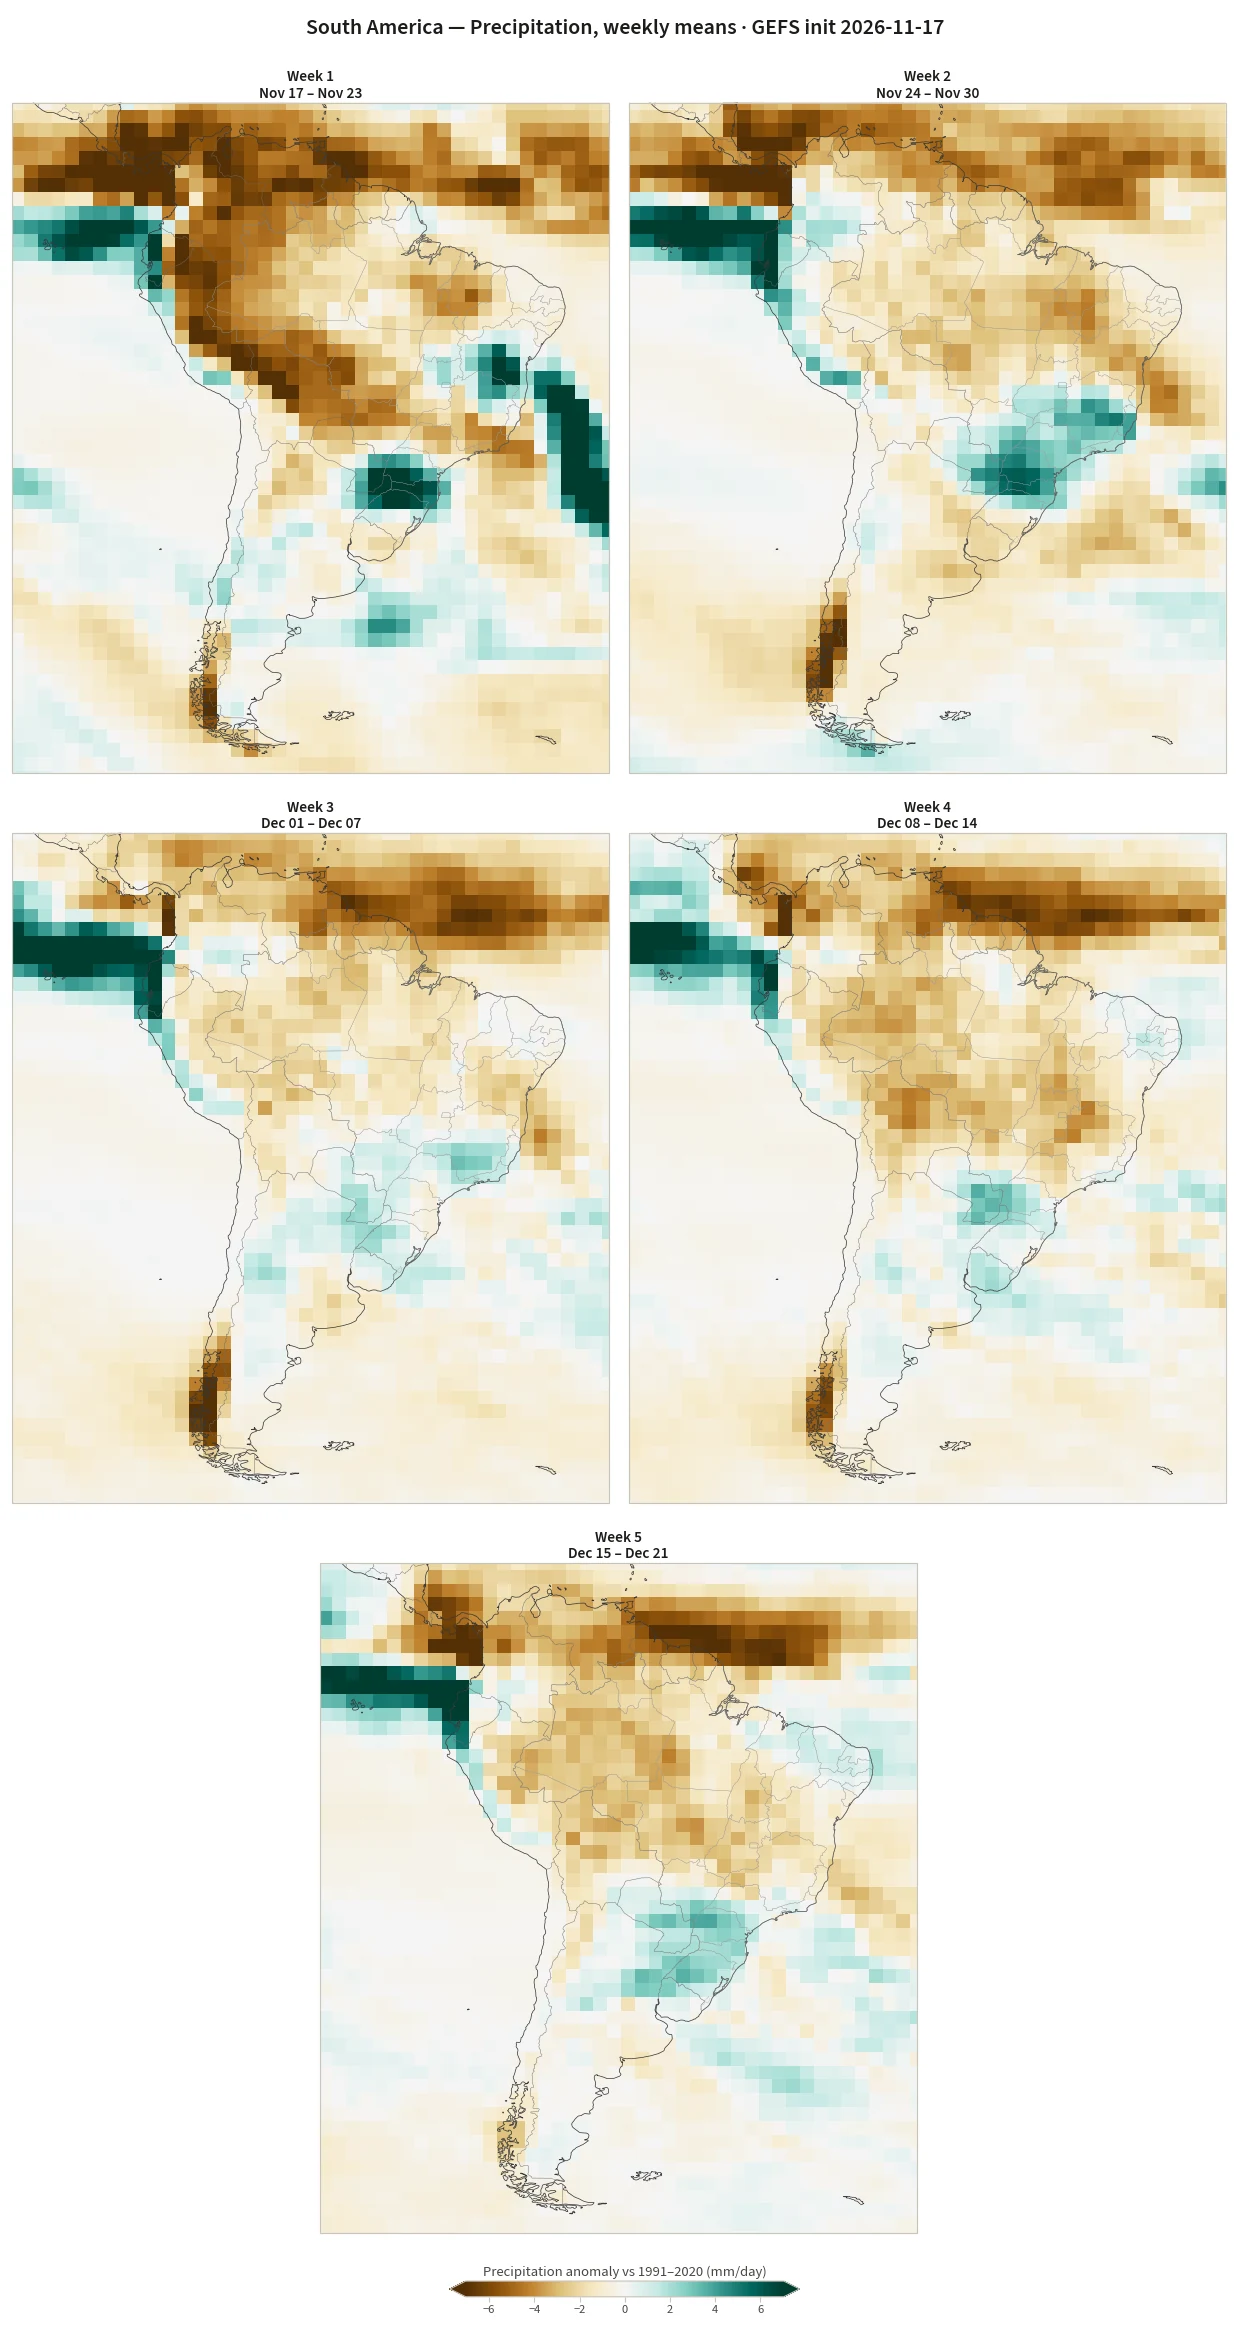 South America — Precipitation, weekly means · GEFS init 2026-11-17
Week 1
Nov 17 – Nov 23
Week 2
Nov 24 – Nov 30
Week 3
Dec 01 – Dec 07
Week 4
Dec 08 – Dec 14
Week 5
Dec 15 – Dec 21
Precipitation anomaly vs 1991–2020 (mm/day)
−6 −4 −2 0 2 4 6